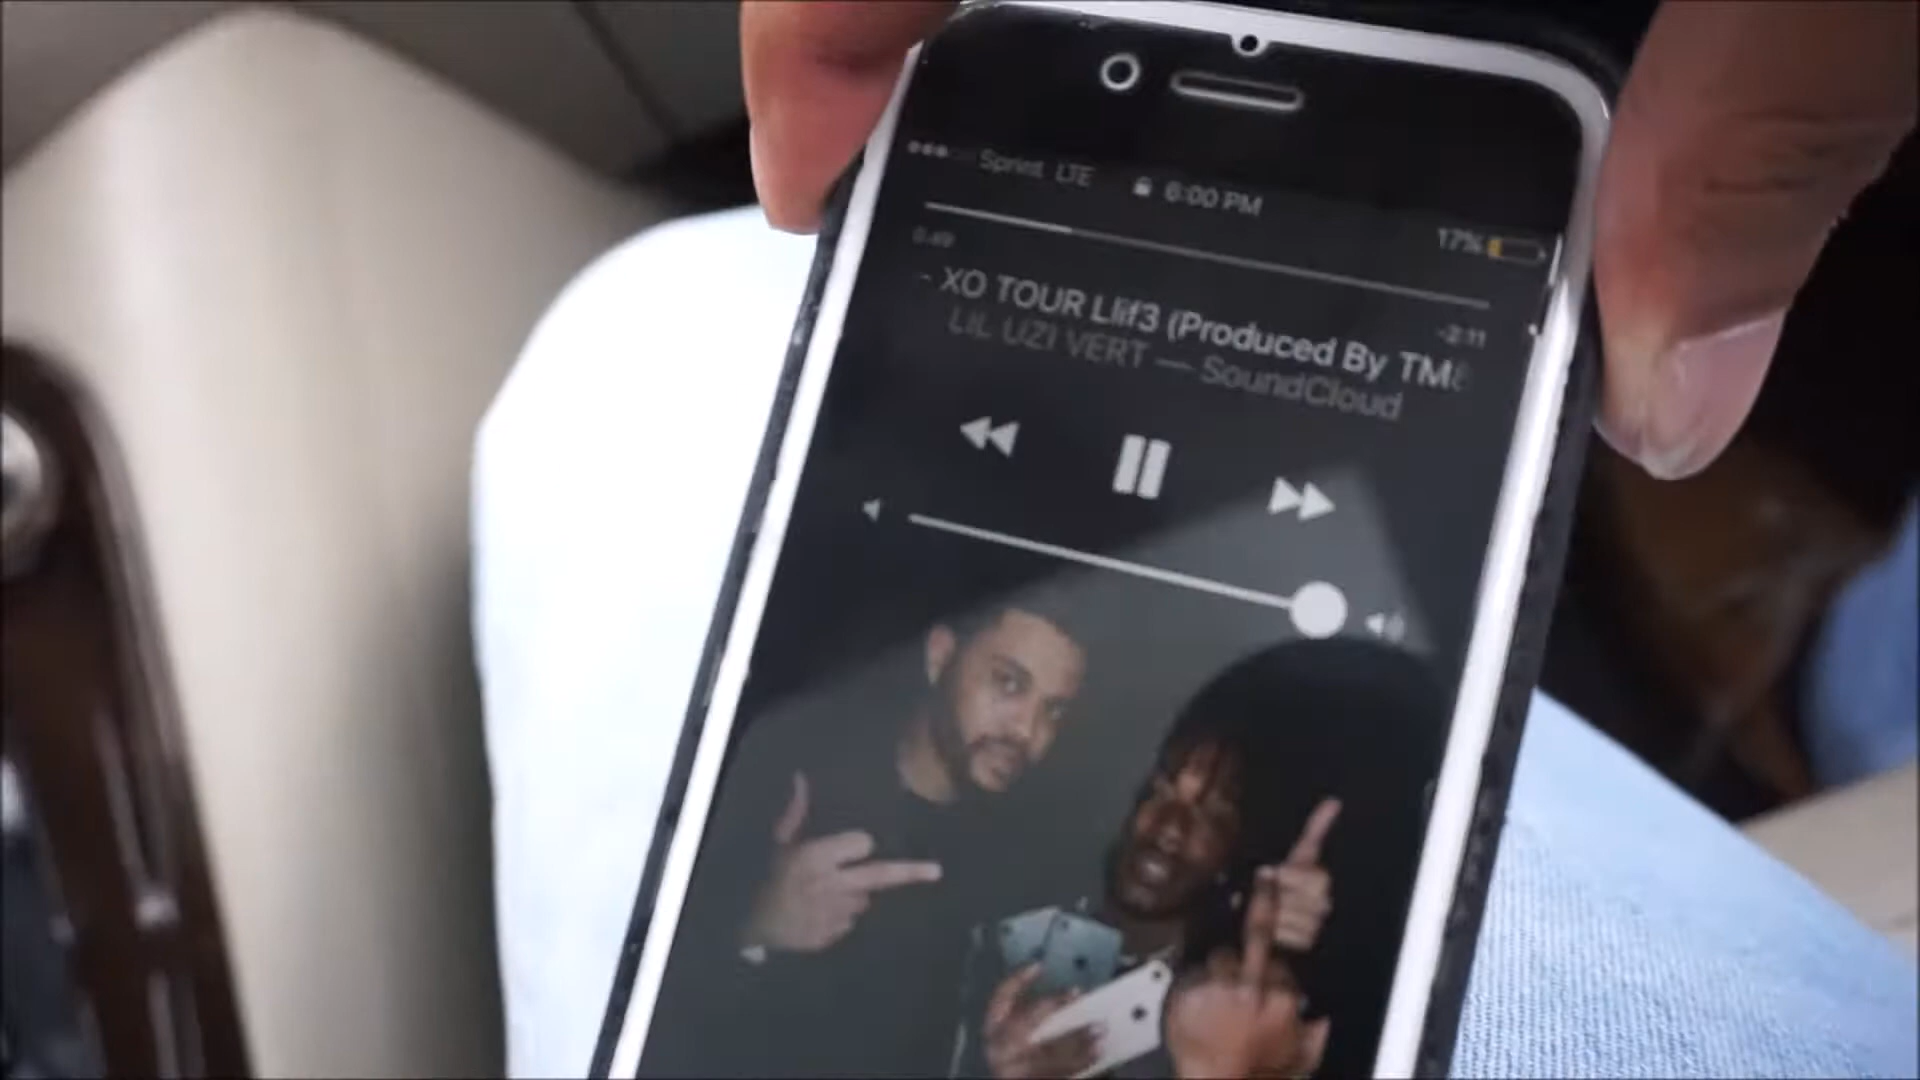 Sprint LTE 6:00 PM 17%
0:49 -2:11
- XO TOUR Llif3 (Produced By TM8
LIL UZI VERT — SoundCloud